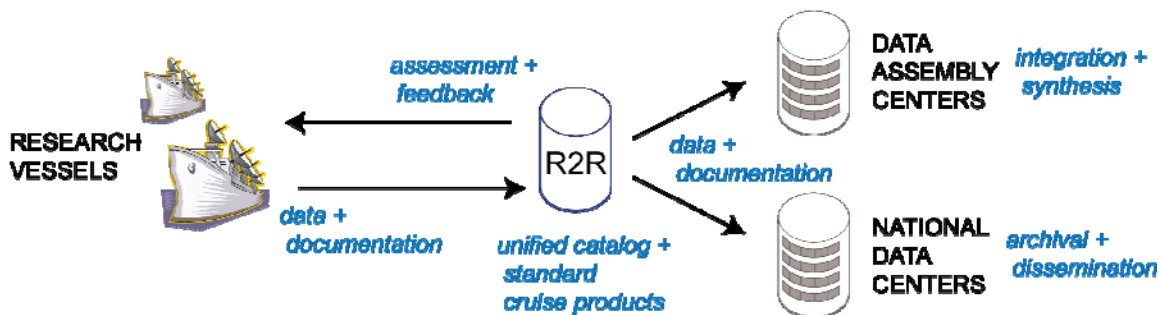 RESEARCH
VESSELS
assessment +
feedback
data +
documentation
R2R
unified catalog +
standard
cruise products
data +
documentation
DATA
ASSEMBLY
CENTERS
integration +
synthesis
NATIONAL
DATA
CENTERS
archival +
dissemination